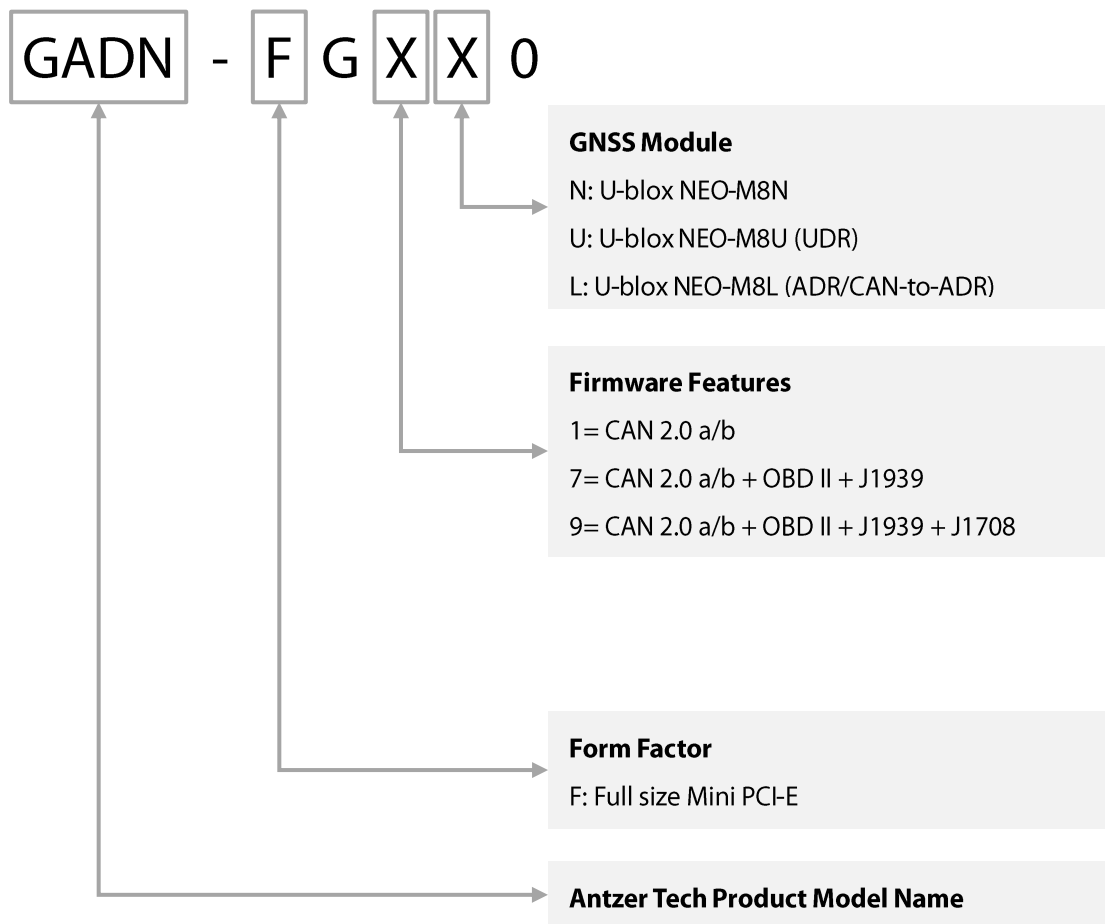 GADN - F G X X 0
GNSS Module
N: U-blox NEO-M8N
U: U-blox NEO-M8U (UDR)
L: U-blox NEO-M8L (ADR/CAN-to-ADR)
Firmware Features
1= CAN 2.0 a/b
7= CAN 2.0 a/b + OBD II + J1939
9= CAN 2.0 a/b + OBD II + J1939 + J1708
Form Factor
F: Full size Mini PCI-E
Antzer Tech Product Model Name